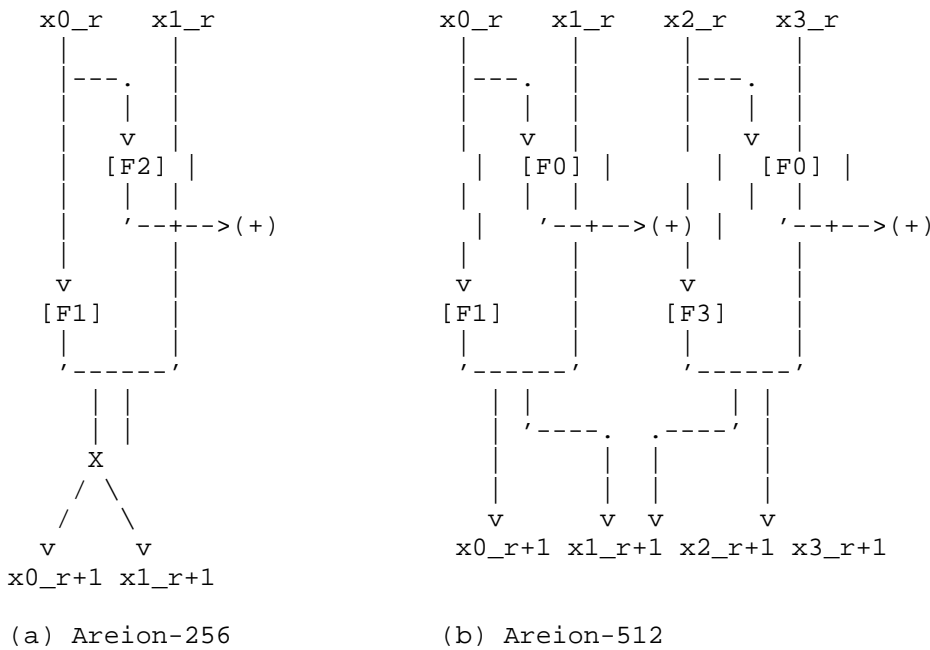 x0_r x1_r x0_r x1_r x2_r x3_r
[F2] [F0] [F0]
(+) (+) (+)
[F1] [F1] [F3]
X
x0_r+1 x1_r+1 x2_r+1 x3_r+1
x0_r+1 x1_r+1
(a) Areion-256 (b) Areion-512